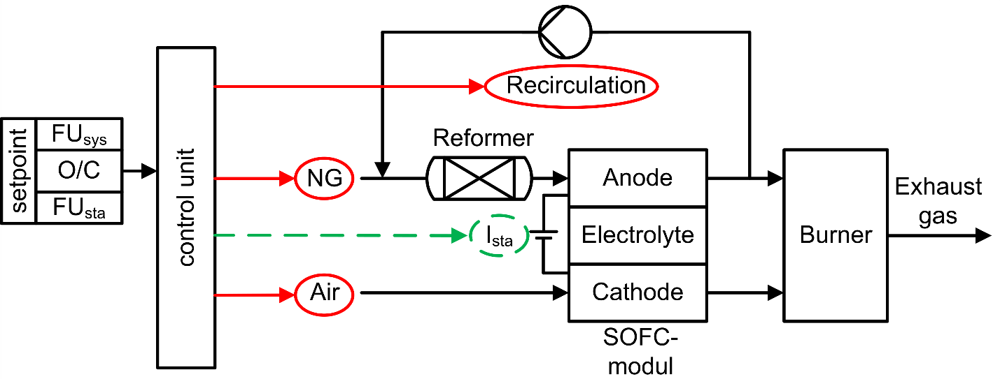 setpoint
FUsys
O/C
FUsta
control unit
Recirculation
NG
Ista
Air
Reformer
Anode
Electrolyte
Cathode
SOFC-
modul
Burner
Exhaust
gas